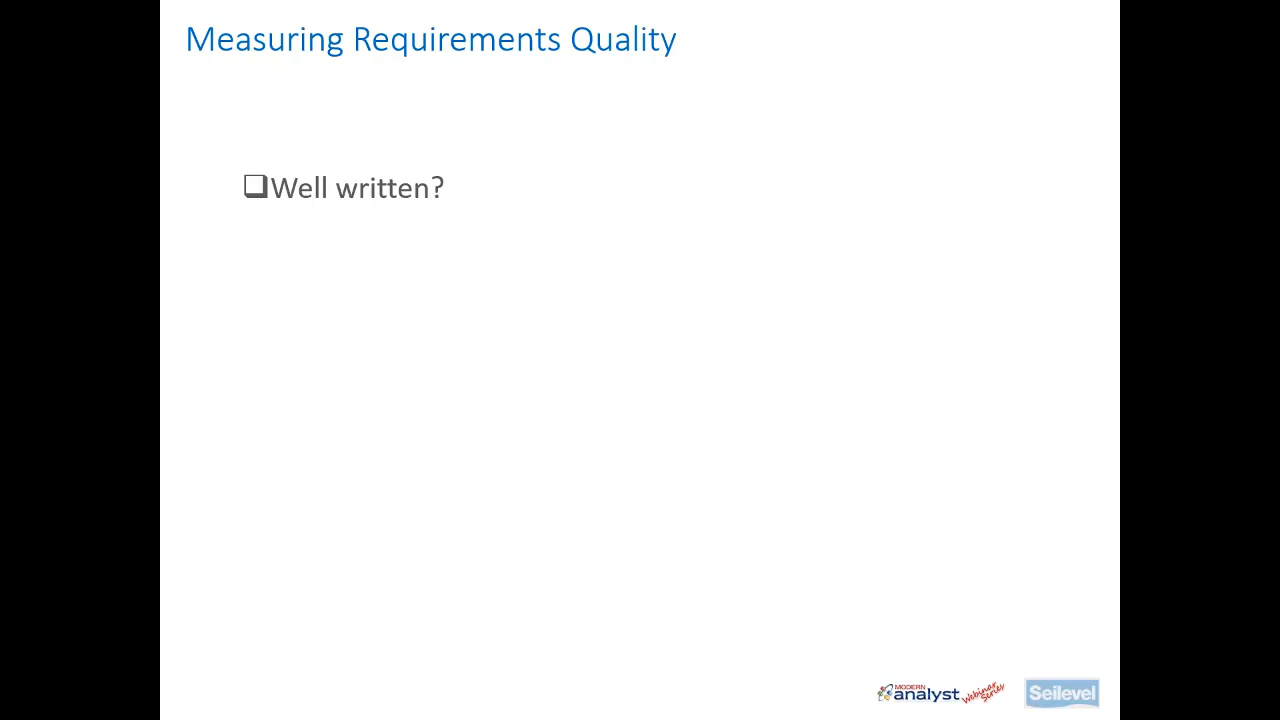 Measuring Requirements Quality
❑Well written?
MODERN
analyst Webinar
Series
Seilevel